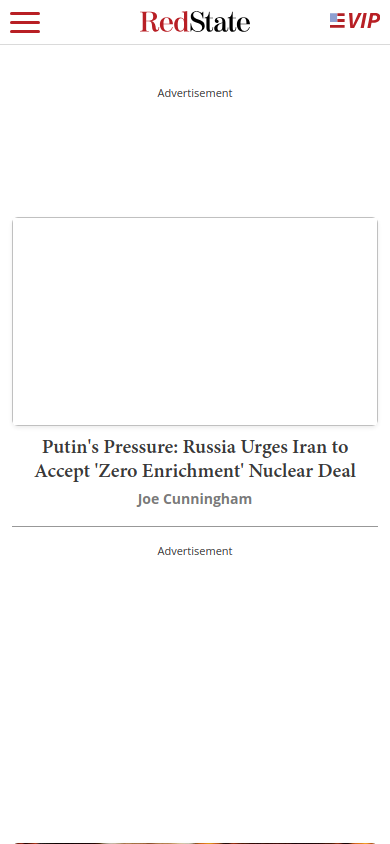 RedState
VIP
Advertisement
Putin's Pressure: Russia Urges Iran to
Accept 'Zero Enrichment' Nuclear Deal
Joe Cunningham
Advertisement